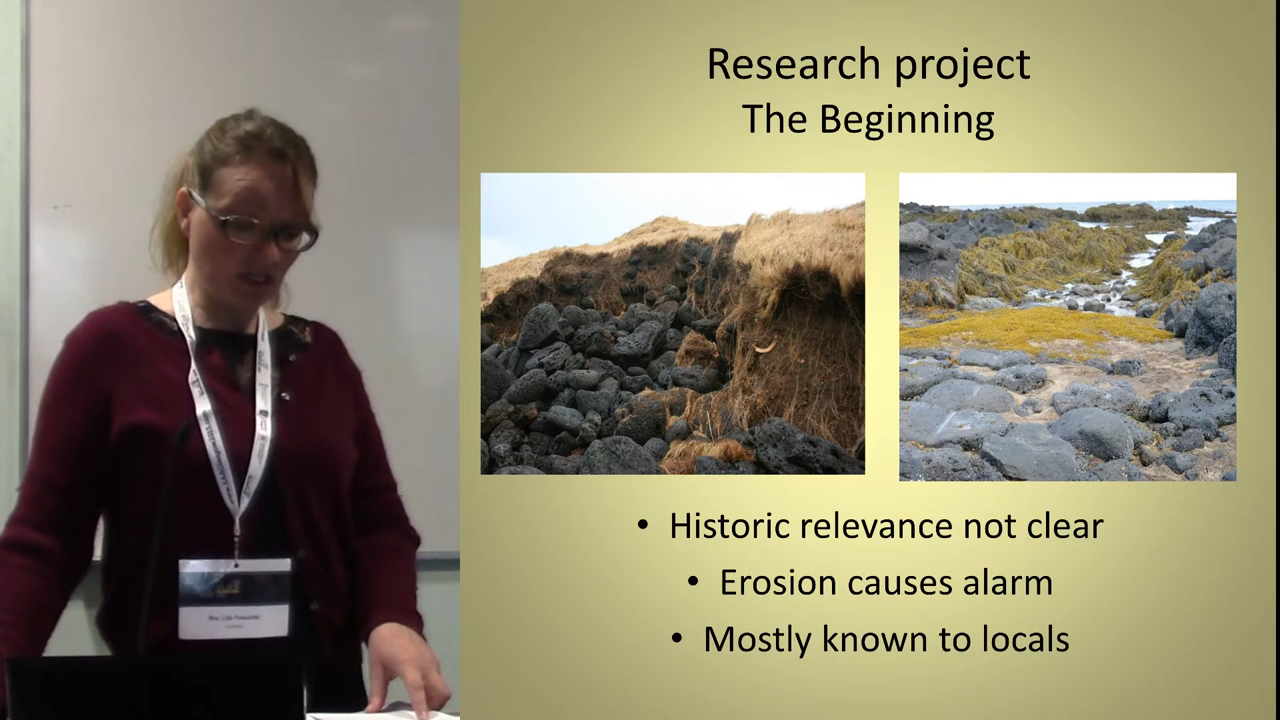 Research project
The Beginning
• Historic relevance not clear
• Erosion causes alarm
• Mostly known to locals